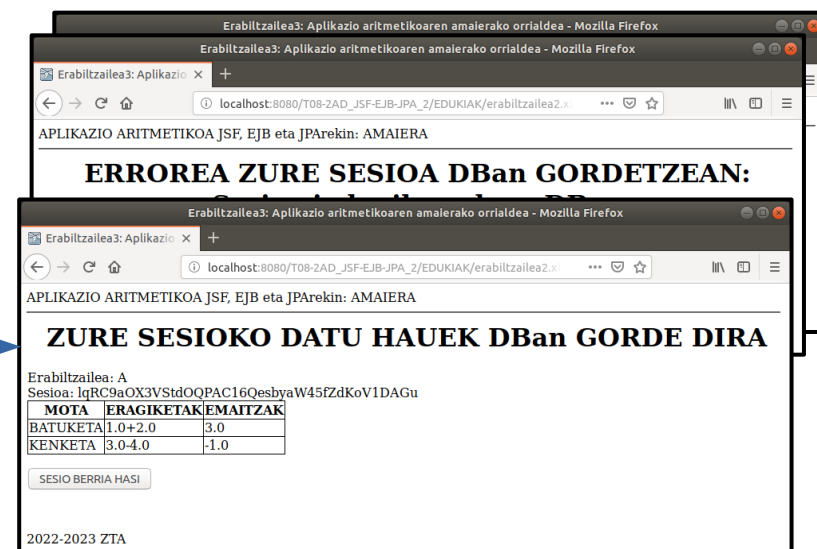 Erabiltzailea3: Aplikazio aritmetikoaren amaierako orrialdea - Mozilla Firefox
Erabiltzailea3: Aplikazio aritmetikoaren amaierako orrialdea - Mozilla Firefox
Erabiltzailea3: Aplikazio
localhost:8080/T08-2AD_JSF-EJB-JPA_2/EDUKIAK/erabiltzailea2.x
APLIKAZIO ARITMETIKOA JSF, EJB eta JPArekin: AMAIERA
ERROREA ZURE SESIOA DBan GORDETZEAN:
Erabiltzailea3: Aplikazio aritmetikoaren amaierako orrialdea - Mozilla Firefox
Erabiltzailea3: Aplikazio
localhost:8080/T08-2AD_JSF-EJB-JPA_2/EDUKIAK/erabiltzailea2.x
APLIKAZIO ARITMETIKOA JSF, EJB eta JPArekin: AMAIERA
ZURE SESIOKO DATU HAUEK DBan GORDE DIRA
Erabiltzailea: A
Sesioa: lqRC9aOX3VStdOQPAC16QesbyaW45fZdKoV1DAGu
MOTA ERAGIKETAK EMAITZAK
BATUKETA 1.0+2.0 3.0
KENKETA 3.0-4.0 -1.0
SESIO BERRIA HASI
2022-2023 ZTA